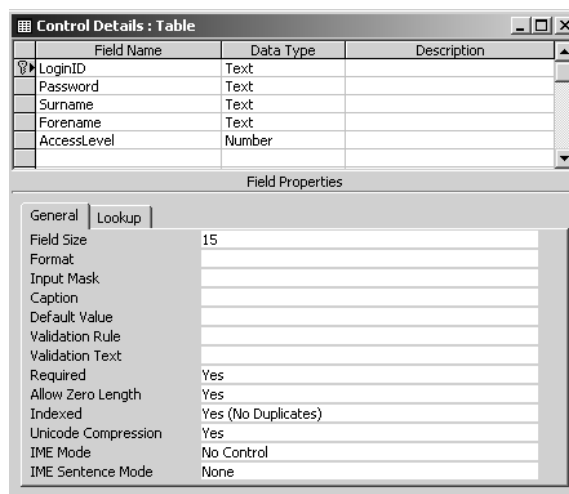 Control Details : Table
Field Name Data Type Description
LoginID Text
Password Text
Surname Text
Forename Text
AccessLevel Number
Field Properties
General Lookup
Field Size 15
Format
Input Mask
Caption
Default Value
Validation Rule
Validation Text
Required Yes
Allow Zero Length Yes
Indexed Yes (No Duplicates)
Unicode Compression Yes
IME Mode No Control
IME Sentence Mode None